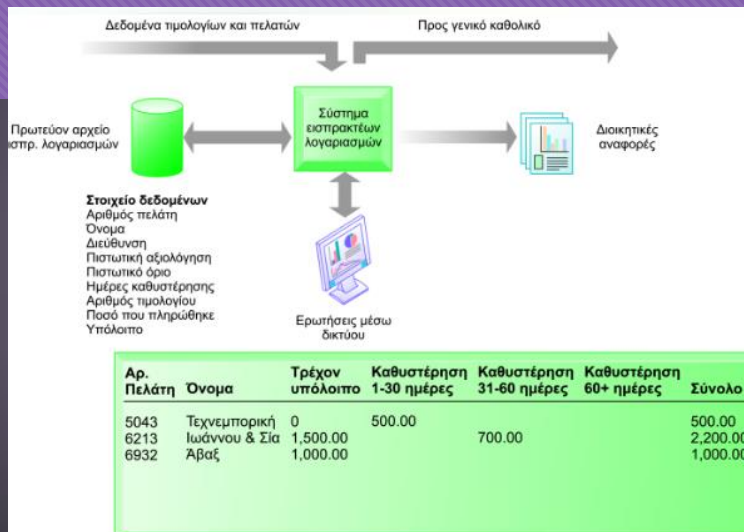 Δεδομένα τιμολογίων και πελατών
Προς γενικό καθολικό
Πρωτεύον αρχείο
ισπρ. λογαριασμών
Σύστημα
εισπρακτέων
λογαριασμών
Διοικητικές
αναφορές
Στοιχείο δεδομένων
Αριθμός πελάτη
Όνομα
Διεύθυνση
Πιστωτική αξιολόγηση
Πιστωτικό όριο
Ημέρες καθυστέρησης
Αριθμός τιμολογίου
Ποσό που πληρώθηκε
Υπόλοιπο
Ερωτήσεις μέσω
δικτύου
Αρ. Τρέχον Καθυστέρηση Καθυστέρηση Καθυστέρηση
Πελάτη Όνομα υπόλοιπο 1-30 ημέρες 31-60 ημέρες 60+ ημέρες Σύνολο
5043 Τεχνεμπορική 0 500.00 500.00
6213 Ιωάννου & Σία 1,500.00 700.00 2,200.00
6932 Άβαξ 1,000.00 1,000.00